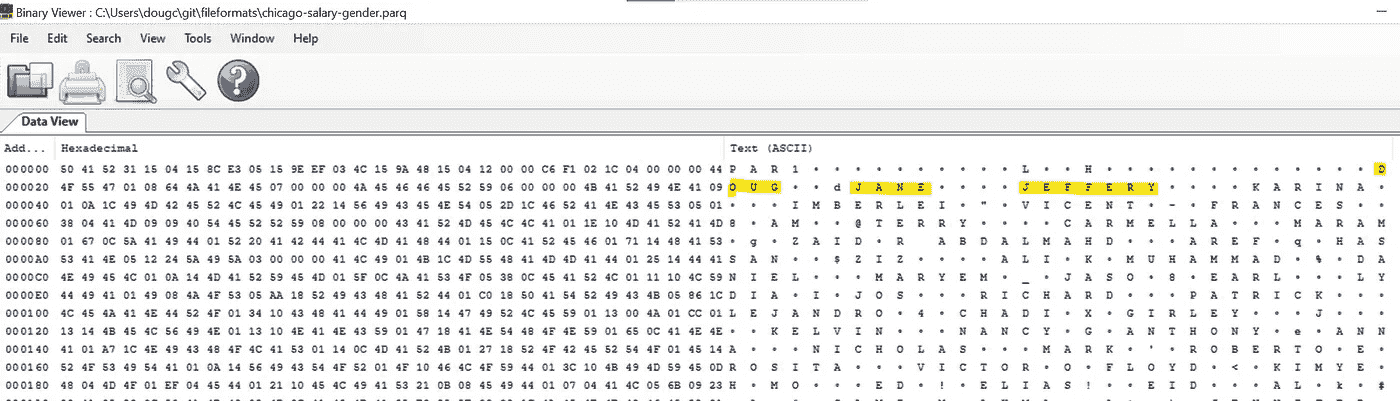 Binary Viewer : C:\Users\dougc\git\fileformats\chicago-salary-gender.parq
File Edit Search View Tools Window Help
Data View
Add... Hexadecimal Text (ASCII)
000000 50 41 52 31 15 04 15 8C E3 05 15 9E EF 03 4C 15 9A 48 15 04 12 00 00 C6 F1 02 1C 04 00 00 00 44 P A R 1 • • • • • • • • • • L • • H • • • • • • • • • • • • • D
000020 4F 55 47 01 08 64 4A 41 4E 45 07 00 00 00 4A 45 46 46 45 52 59 06 00 00 00 4B 41 52 49 4E 41 09 O U G • • d J A N E • • • • J E F F E R Y • • • • K A R I N A •
000040 01 0A 1C 49 4D 42 45 52 4C 45 49 01 22 14 56 49 43 45 4E 54 05 2D 1C 46 52 41 4E 43 45 53 05 01 • • • I M B E R L E I • " • V I C E N T • - • F R A N C E S • •
000060 38 04 41 4D 09 09 40 54 45 52 52 59 08 00 00 00 43 41 52 4D 45 4C 4C 41 01 1E 10 4D 41 52 41 4D 8 • A M • • @ T E R R Y • • • • C A R M E L L A • • • M A R A M
000080 01 67 0C 5A 41 49 44 01 52 20 41 42 44 41 4C 4D 41 48 44 01 15 0C 41 52 45 46 01 71 14 48 41 53 • g • Z A I D • R A B D A L M A H D • • • A R E F • q • H A S
0000A0 53 41 4E 05 12 24 5A 49 5A 03 00 00 00 41 4C 49 01 4B 1C 4D 55 48 41 4D 4D 41 44 01 25 14 44 41 S A N • • $ Z I Z • • • • A L I • K • M U H A M M A D • % • D A
0000C0 4E 49 45 4C 01 0A 14 4D 41 52 59 45 4D 01 5F 0C 4A 41 53 4F 05 38 0C 45 41 52 4C 01 11 10 4C 59 N I E L • • • M A R Y E M • _ • J A S O • 8 • E A R L • • • L Y
0000E0 44 49 41 01 49 08 4A 4F 53 05 AA 18 52 49 43 48 41 52 44 01 C0 18 50 41 54 52 49 43 4B 05 86 1C D I A • I • J O S • • • R I C H A R D • • • P A T R I C K • • •
000100 4C 45 4A 41 4E 44 52 4F 01 34 10 43 48 41 44 49 01 58 14 47 49 52 4C 45 59 01 13 00 4A 01 CC 01 L E J A N D R O • 4 • C H A D I • X • G I R L E Y • • • J • • •
000120 13 14 4B 45 4C 56 49 4E 01 13 10 4E 41 4E 43 59 01 47 18 41 4E 54 48 4F 4E 59 01 65 0C 41 4E 4E • • K E L V I N • • • N A N C Y • G • A N T H O N Y • e • A N N
000140 41 01 A7 1C 4E 49 43 48 4F 4C 41 53 01 14 0C 4D 41 52 4B 01 27 18 52 4F 42 45 52 54 4F 01 45 14 A • • • N I C H O L A S • • • M A R K • ' • R O B E R T O • E •
000160 52 4F 53 49 54 41 01 0A 14 56 49 43 54 4F 52 01 4F 10 46 4C 4F 59 44 01 3C 10 4B 49 4D 59 45 0D R O S I T A • • • V I C T O R • O • F L O Y D • < • K I M Y E •
000180 48 04 4D 4F 01 EF 04 45 44 01 21 10 45 4C 49 41 53 21 0B 08 45 49 44 01 07 04 41 4C 05 6B 09 23 H • M O • • • E D • ! • E L I A S ! • • E I D • • • A L • k • #